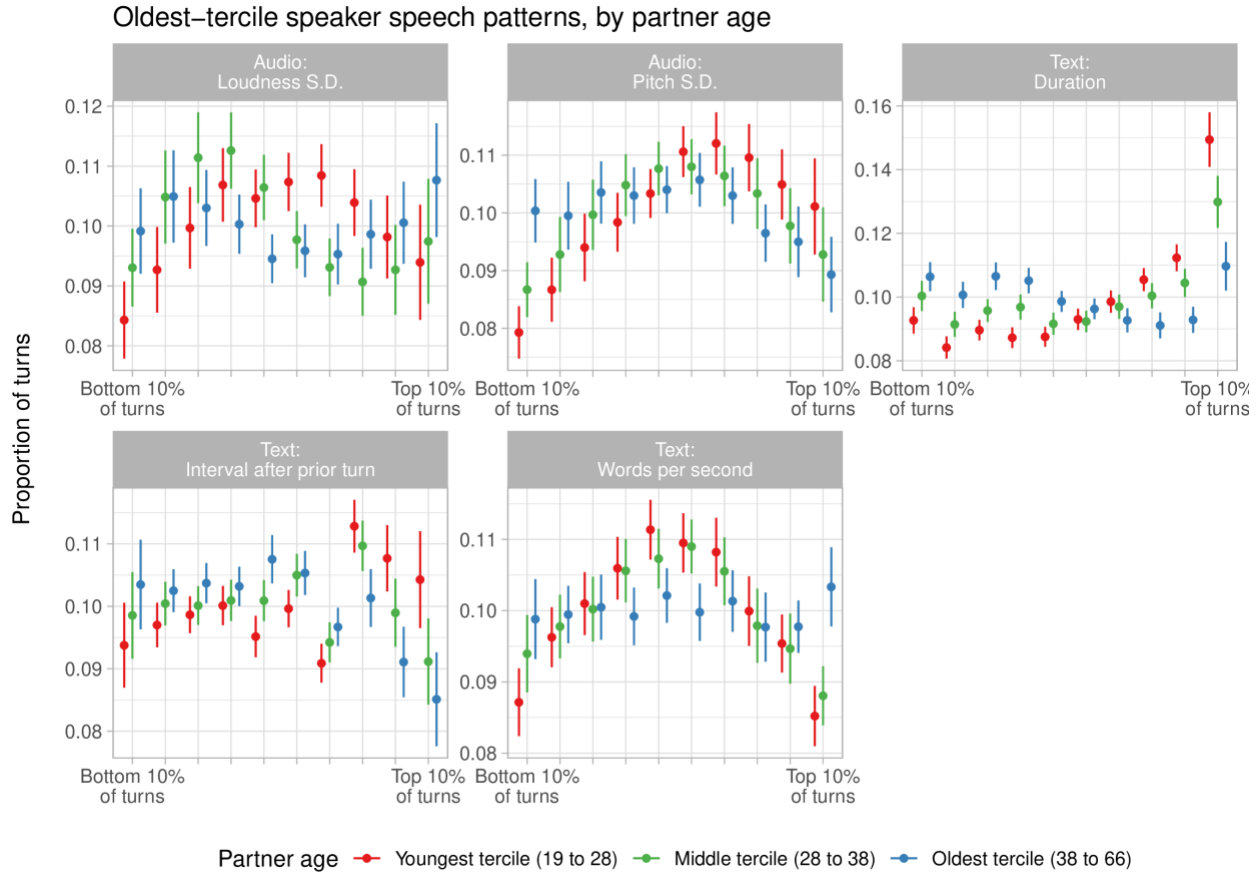 Oldest−tercile speaker speech patterns, by partner age
Audio:
Loudness S.D.
Audio:
Pitch S.D.
Text:
Duration
0.12
0.11
0.10
0.09
0.08
0.11
0.10
0.09
0.08
0.16
0.14
0.12
0.10
0.08
Bottom 10%
of turns
Top 10%
of turns
Bottom 10%
of turns
Top 10%
of turns
Bottom 10%
of turns
Top 10%
of turns
Proportion of turns
Text:
Interval after prior turn
Text:
Words per second
0.11
0.10
0.09
0.08
0.11
0.10
0.09
0.08
Bottom 10%
of turns
Top 10%
of turns
Bottom 10%
of turns
Top 10%
of turns
Partner age Youngest tercile (19 to 28) Middle tercile (28 to 38) Oldest tercile (38 to 66)